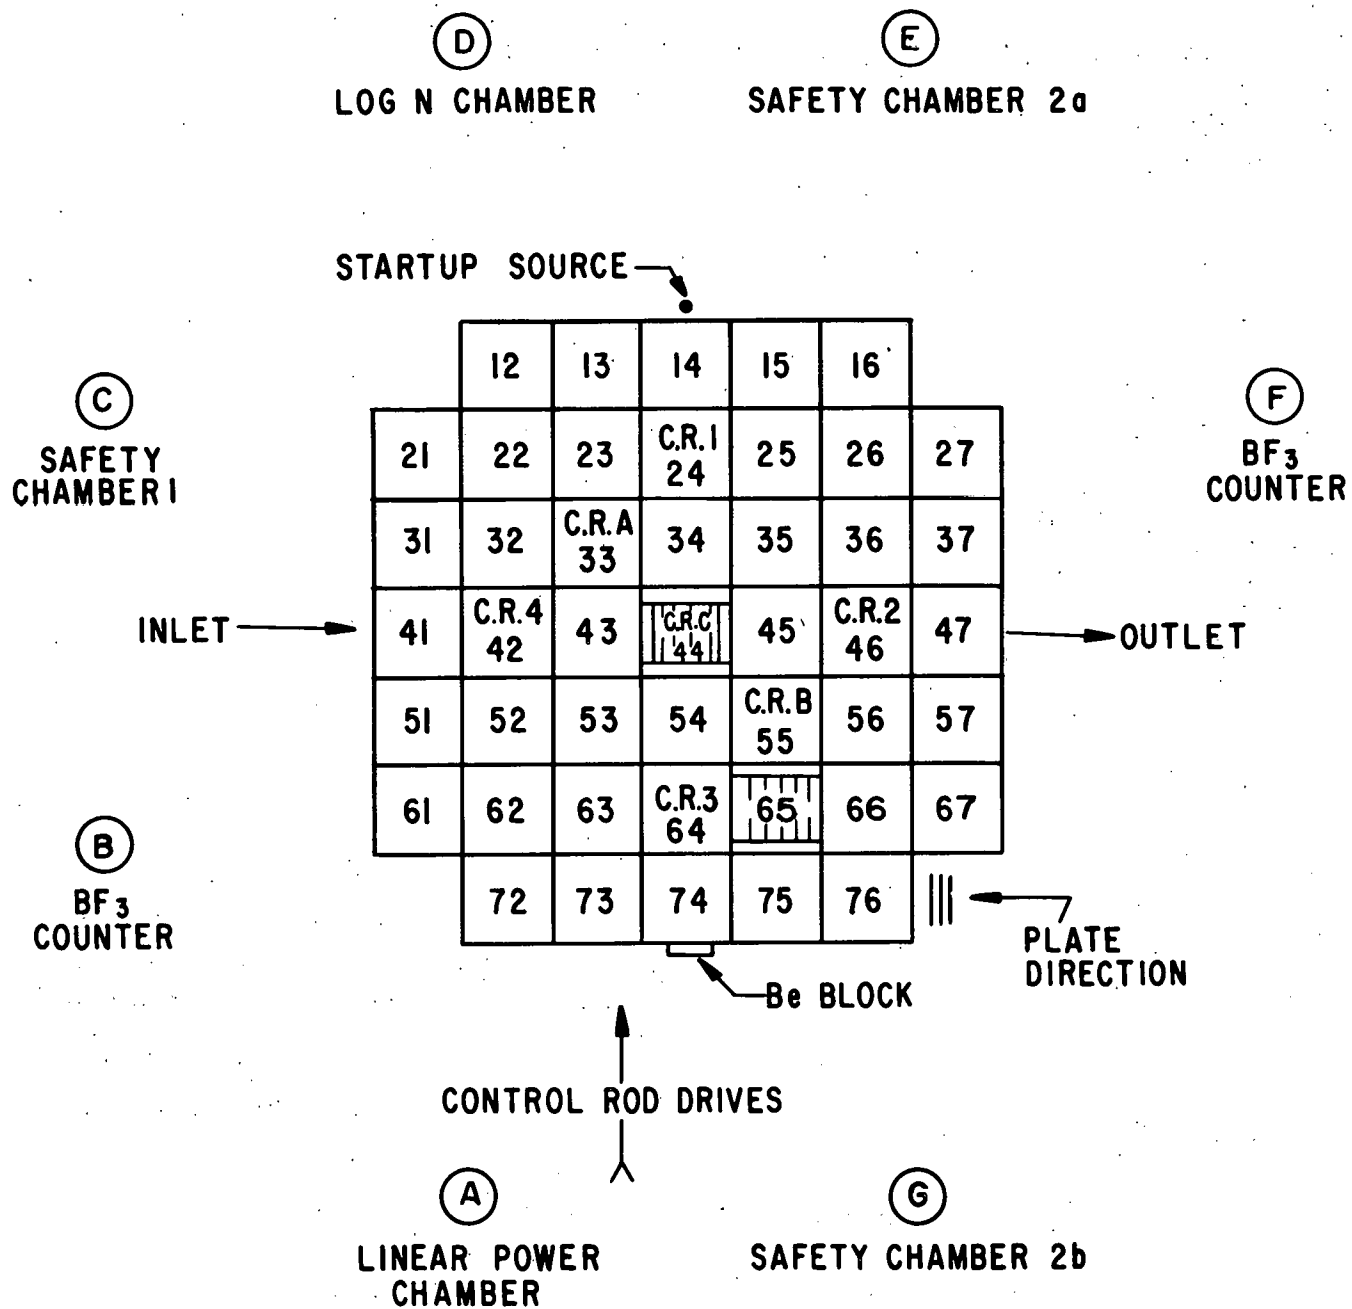 D
LOG N CHAMBER
E
SAFETY CHAMBER 2a
STARTUP SOURCE
C
SAFETY
CHAMBER 1
F
BF3
COUNTER
12 13 14 15 16
21 22 23 C.R.1 24 25 26 27
31 32 C.R.A 33 34 35 36 37
INLET
41 C.R.4 42 43 C.R.C 44 45 C.R.2 46 47
OUTLET
51 52 53 54 C.R.B 55 56 57
61 62 63 C.R.3 64 65 66 67
72 73 74 75 76
B
BF3
COUNTER
PLATE
DIRECTION
Be BLOCK
CONTROL ROD DRIVES
A
LINEAR POWER
CHAMBER
G
SAFETY CHAMBER 2b